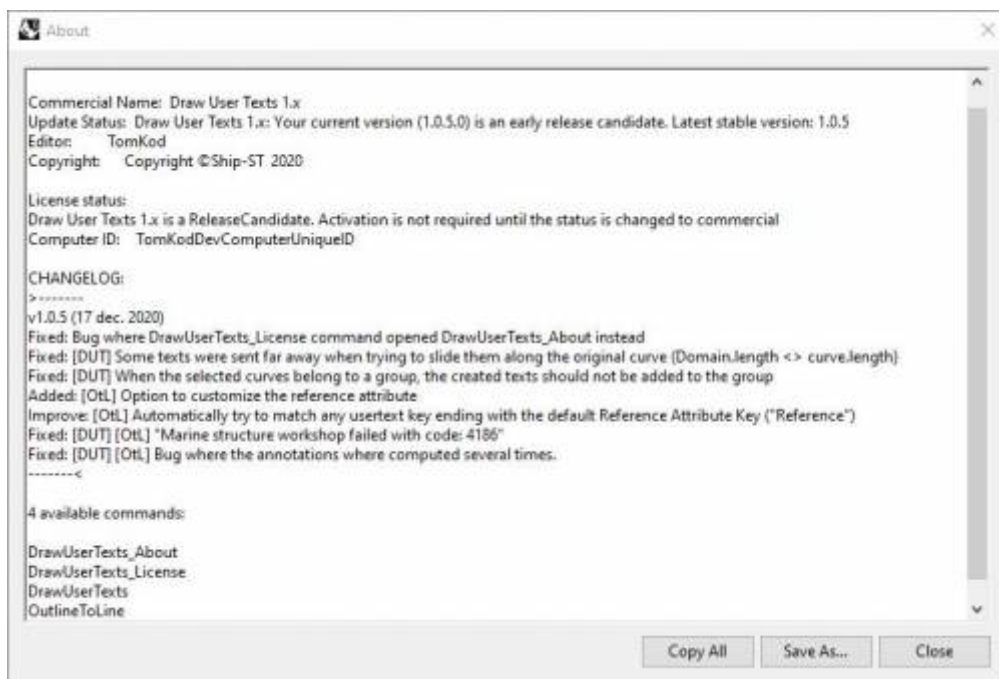 About
Commercial Name: Draw User Texts 1.x
Update Status: Draw User Texts 1.x: Your current version (1.0.5.0) is an early release candidate. Latest stable version: 1.0.5
Editor: TomKod
Copyright: Copyright ©Ship-ST 2020
License status:
Draw User Texts 1.x is a ReleaseCandidate. Activation is not required until the status is changed to commercial
Computer ID: TomKodDevComputerUniqueID
CHANGELOG:
>-------
v1.0.5 (17 dec. 2020)
Fixed: Bug where DrawUserTexts_License command opened DrawUserTexts_About instead
Fixed: [DUT] Some texts were sent far away when trying to slide them along the original curve (Domain.length <> curve.length)
Fixed: [DUT] When the selected curves belong to a group, the created texts should not be added to the group
Added: [OtL] Option to customize the reference attribute
Improve: [OtL] Automatically try to match any usertext key ending with the default Reference Attribute Key ("Reference")
Fixed: [DUT] [OtL] "Marine structure workshop failed with code: 4186"
Fixed: [DUT] [OtL] Bug where the annotations where computed several times.
-------<
4 available commands:
DrawUserTexts_About
DrawUserTexts_License
DrawUserTexts
OutlineToLine
Copy All Save As... Close